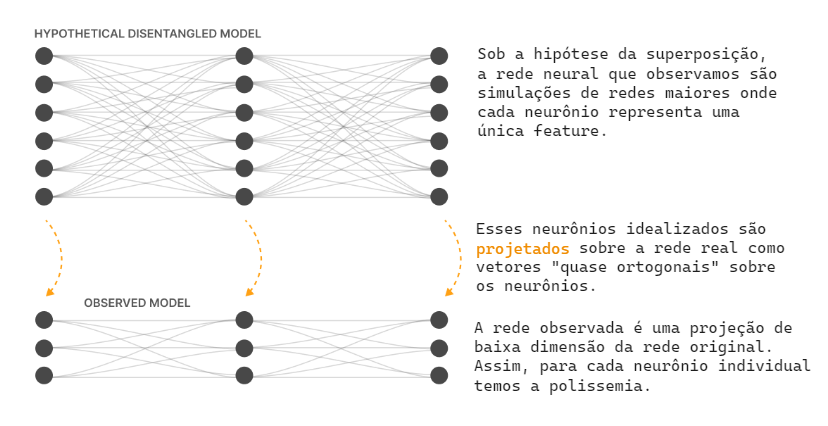 HYPOTHETICAL DISENTANGLED MODEL
Sob a hipótese da superposição,
a rede neural que observamos são
simulações de redes maiores onde
cada neurônio representa uma
única feature.
Esses neurônios idealizados são
projetados sobre a rede real como
vetores "quase ortogonais" sobre
os neurônios.
OBSERVED MODEL
A rede observada é uma projeção de
baixa dimensão da rede original.
Assim, para cada neurônio individual
temos a polissemia.